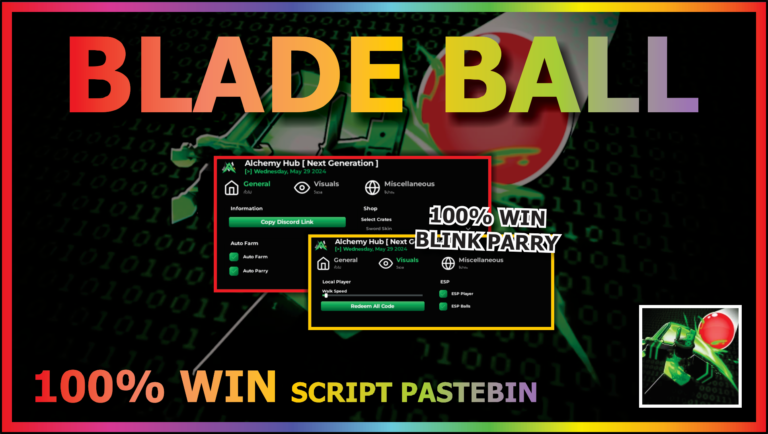 BLADE BALL
Alchemy Hub [ Next Generation ]
[+] Wednesday, May 29 2024
General
Visuals
Miscellaneous
Information
Shop
Copy Discord Link
Select Crates
Sword Skin
Auto Farm
Auto Farm
Auto Parry
100% WIN
BLINK PARRY
Alchemy Hub [ Next G
[+] Wednesday, May 29 2024
General
Visuals
Miscellaneous
Local Player
ESP
Walk Speed
ESP Player
Redeem All Code
ESP Balls
100% WIN SCRIPT PASTEBIN